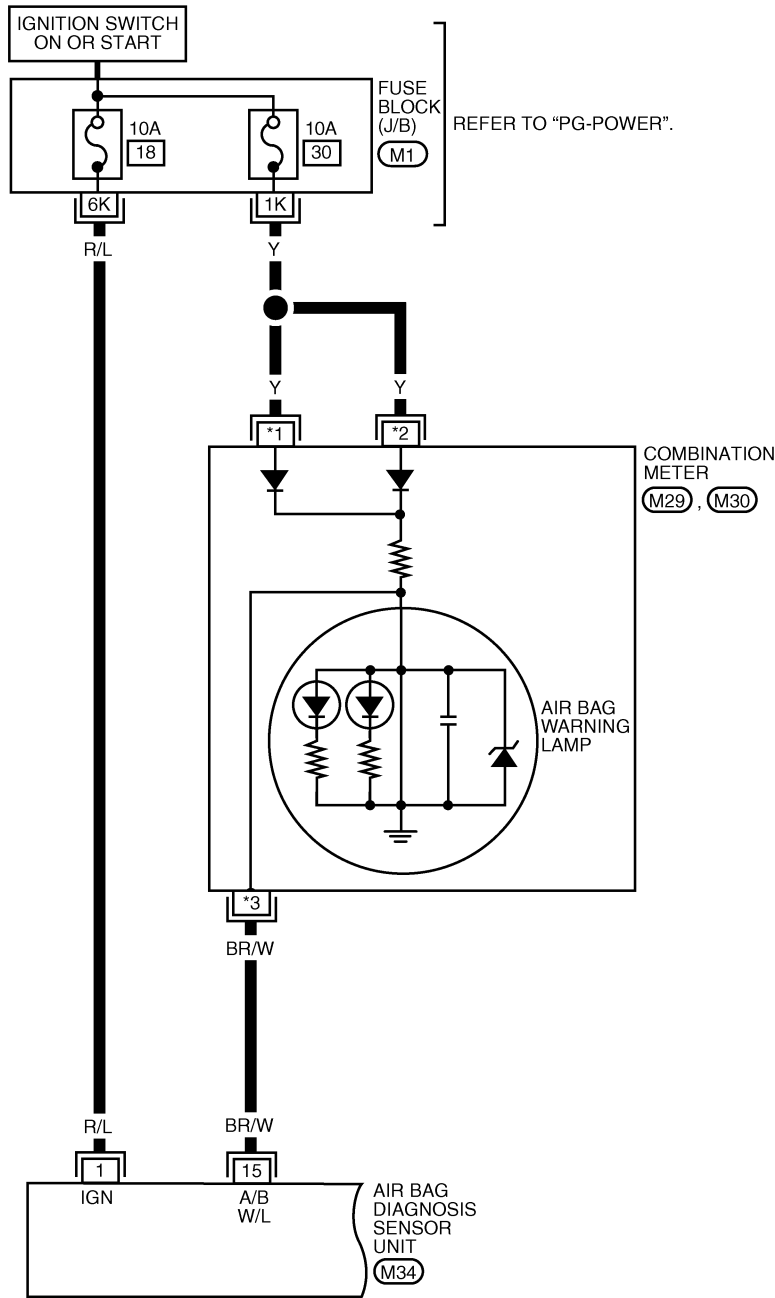 IGNITION SWITCH
ON OR START
FUSE
BLOCK
(J/B)
M1
REFER TO “PG-POWER”.
10A
18
10A
30
6K
1K
R/L
Y
Y
Y
*1
*2
COMBINATION
METER
M29 , M30
AIR BAG
WARNING
LAMP
*3
BR/W
R/L
BR/W
1
15
IGN
A/B
W/L
AIR BAG
DIAGNOSIS
SENSOR
UNIT
M34